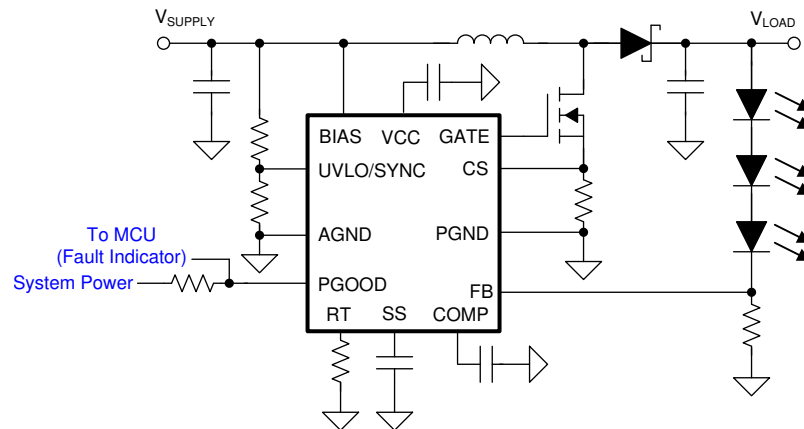 VSUPPLY
VLOAD
BIAS
VCC
GATE
UVLO/SYNC
CS
AGND
PGND
To MCU
(Fault Indicator)
System Power
PGOOD
FB
RT
SS
COMP